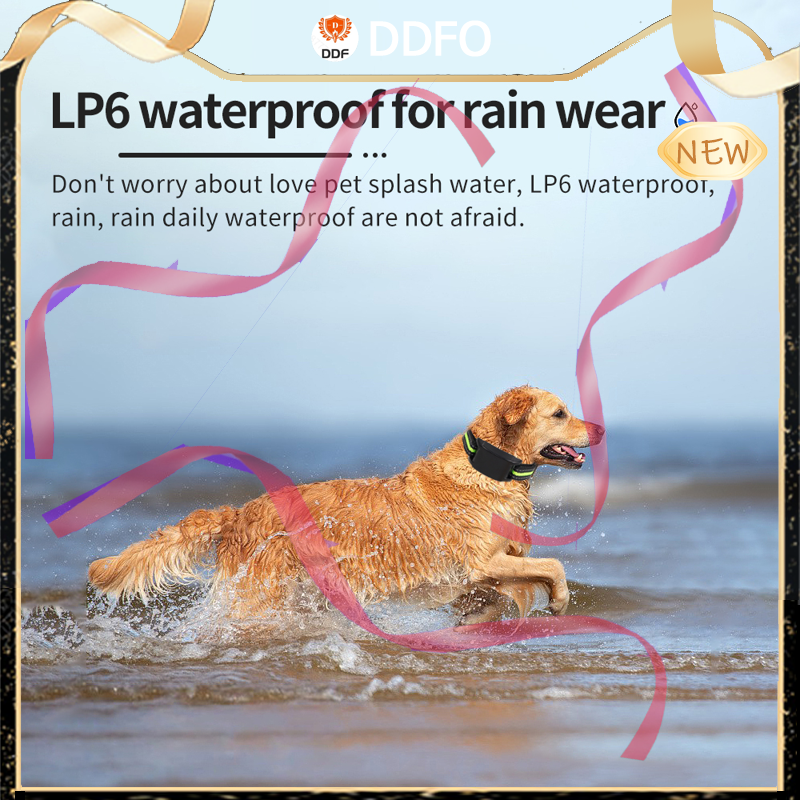 DDF DDFO
LP6 waterproof for rain wear
NEW
Don't worry about love pet splash water, LP6 waterproof,
rain, rain daily waterproof are not afraid.